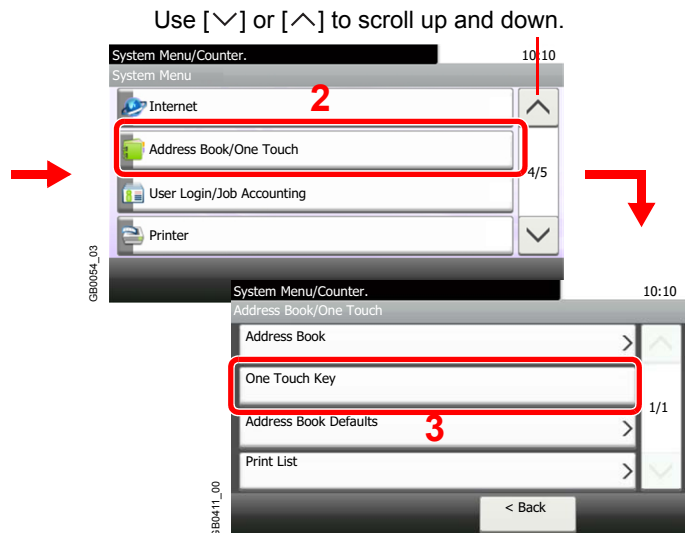 Use [∨] or [∧] to scroll up and down.
System Menu/Counter.
10:10
System Menu
Internet
2
Address Book/One Touch
4/5
User Login/Job Accounting
Printer
GB0054_03
System Menu/Counter.
10:10
Address Book/One Touch
Address Book
One Touch Key
1/1
Address Book Defaults
3
Print List
GB0411_00
< Back